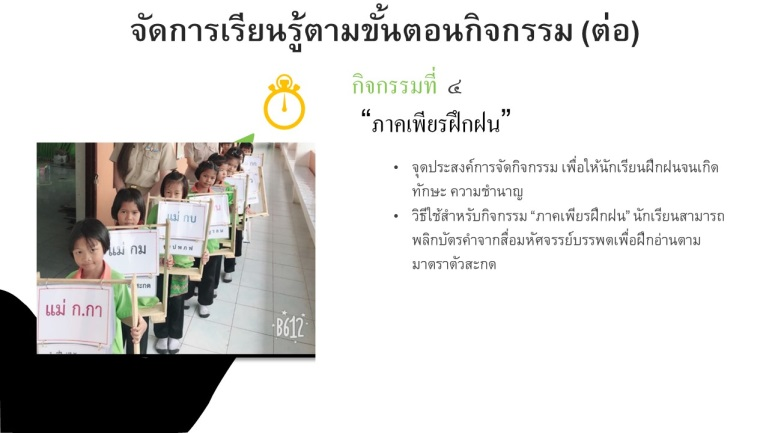 จัดการเรียนรู้ตามขั้นตอนกิจกรรม (ต่อ)
กิจกรรมที่ ๔
“ภาคเพียรฝึกฝน”
• จุดประสงค์การจัดกิจกรรม เพื่อให้นักเรียนฝึกฝนจนเกิด
ทักษะ ความชำนาญ
• วิธีใช้สำหรับกิจกรรม “ภาคเพียรฝึกฝน” นักเรียนสามารถ
พลิกบัตรคำจากสื่อมหัศจรรย์บรรพตเพื่อฝึกอ่านตาม
มาตราตัวสะกด
แม่ กบ
แม่ กม
แม่ ก.กา
B612